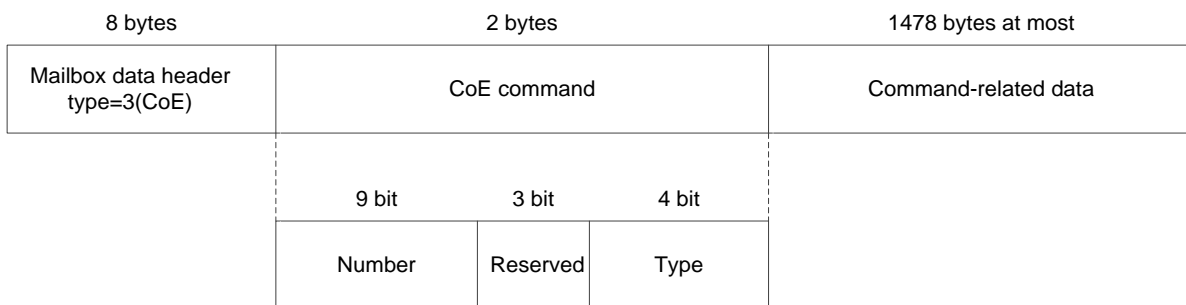 8 bytes
2 bytes
1478 bytes at most
Mailbox data header
type=3(CoE)
CoE command
Command-related data
9 bit
3 bit
4 bit
Number
Reserved
Type